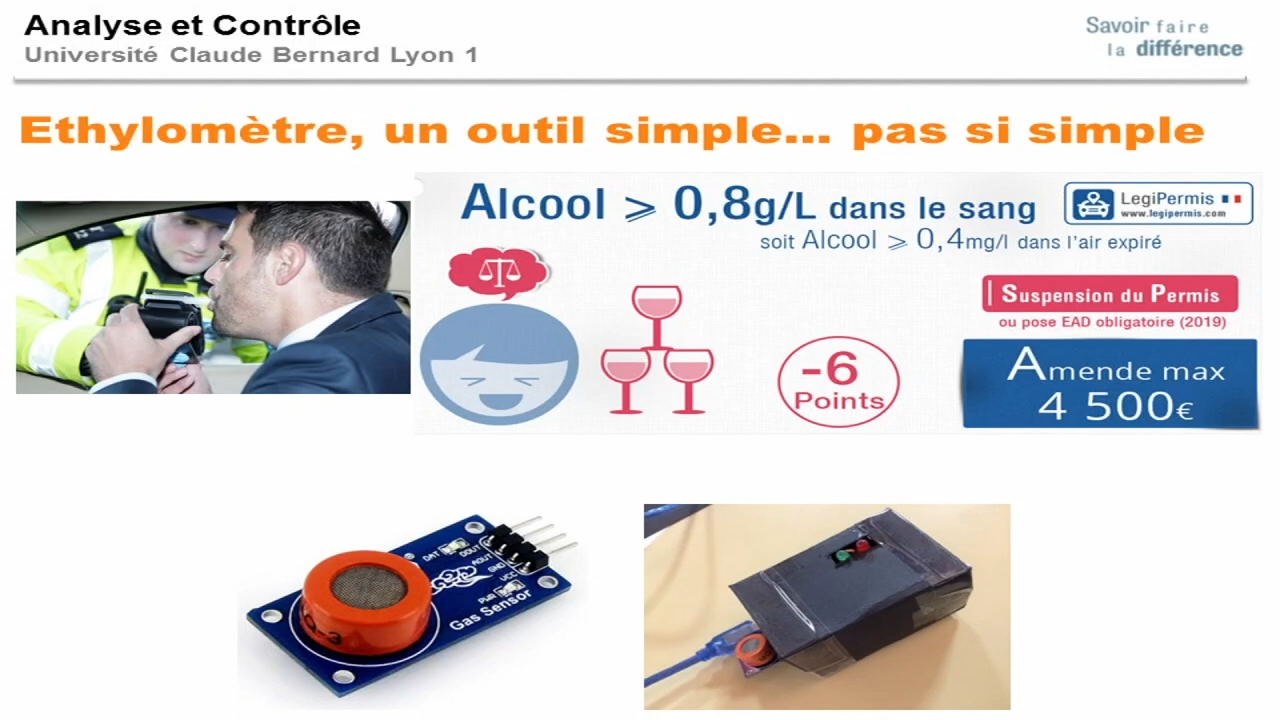 Analyse et Contrôle
Université Claude Bernard Lyon 1
Savoir faire
la différence
Ethylomètre, un outil simple... pas si simple
Alcool ⩾ 0,8g/L dans le sang
soit Alcool ⩾ 0,4mg/l dans l'air expiré
LegiPermis
www.legipermis.com
Suspension du Permis
ou pose EAD obligatoire (2019)
-6
Points
Amende max
4 500€
DAT
DOUT
AOUT
GND
VCC
PWR
Gas Sensor